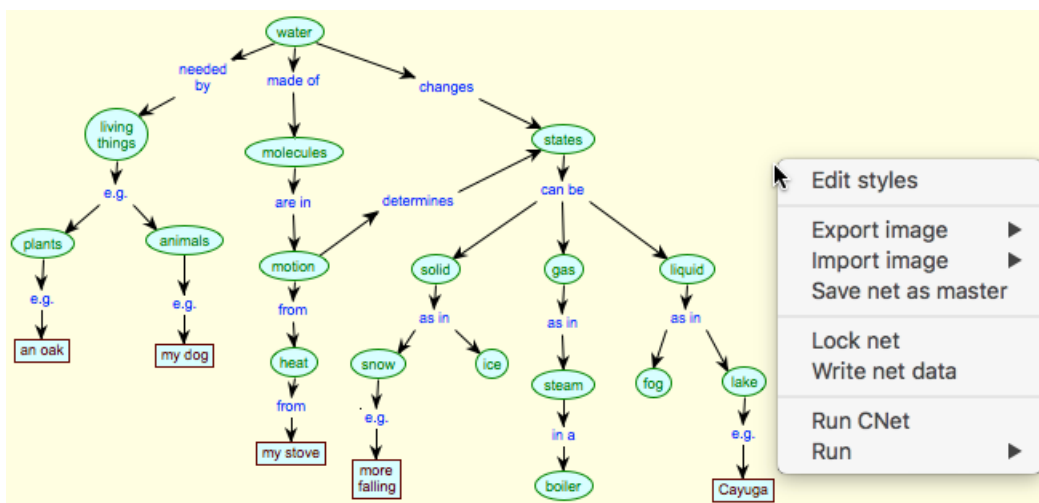 water
needed
by
made of
changes
living
things
molecules
states
e.g.
are in
determines
can be
plants
animals
motion
solid
gas
liquid
e.g.
e.g.
from
as in
as in
as in
an oak
my dog
heat
snow
ice
steam
fog
lake
from
e.g.
in a
e.g.
my stove
more
falling
boiler
Cayuga
Edit styles
Export image
Import image
Save net as master
Lock net
Write net data
Run CNet
Run